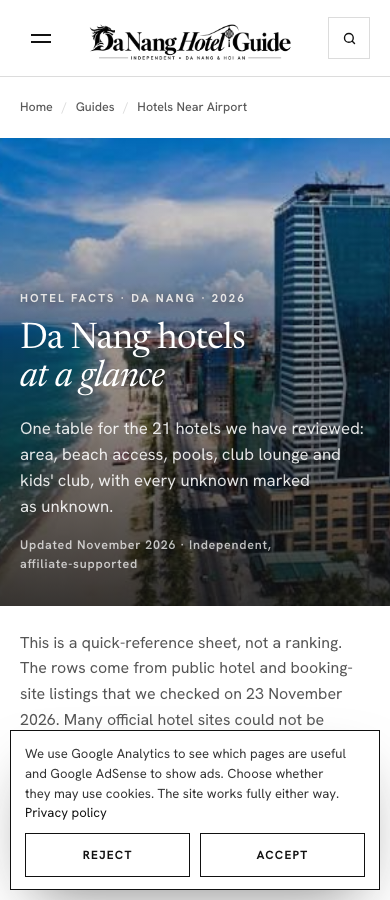 Da Nang Hotel Guide
INDEPENDENT • DA NANG & HOI AN
Home / Guides / Hotels Near Airport
HOTEL FACTS · DA NANG · 2026
Da Nang hotels
at a glance
One table for the 21 hotels we have reviewed:
area, beach access, pools, club lounge and
kids' club, with every unknown marked
as unknown.
Updated November 2026 · Independent,
affiliate-supported
This is a quick-reference sheet, not a ranking.
The rows come from public hotel and booking-
site listings that we checked on 23 November
2026. Many official hotel sites could not be
We use Google Analytics to see which pages are useful
and Google AdSense to show ads. Choose whether
they may use cookies. The site works fully either way.
Privacy policy
REJECT
ACCEPT